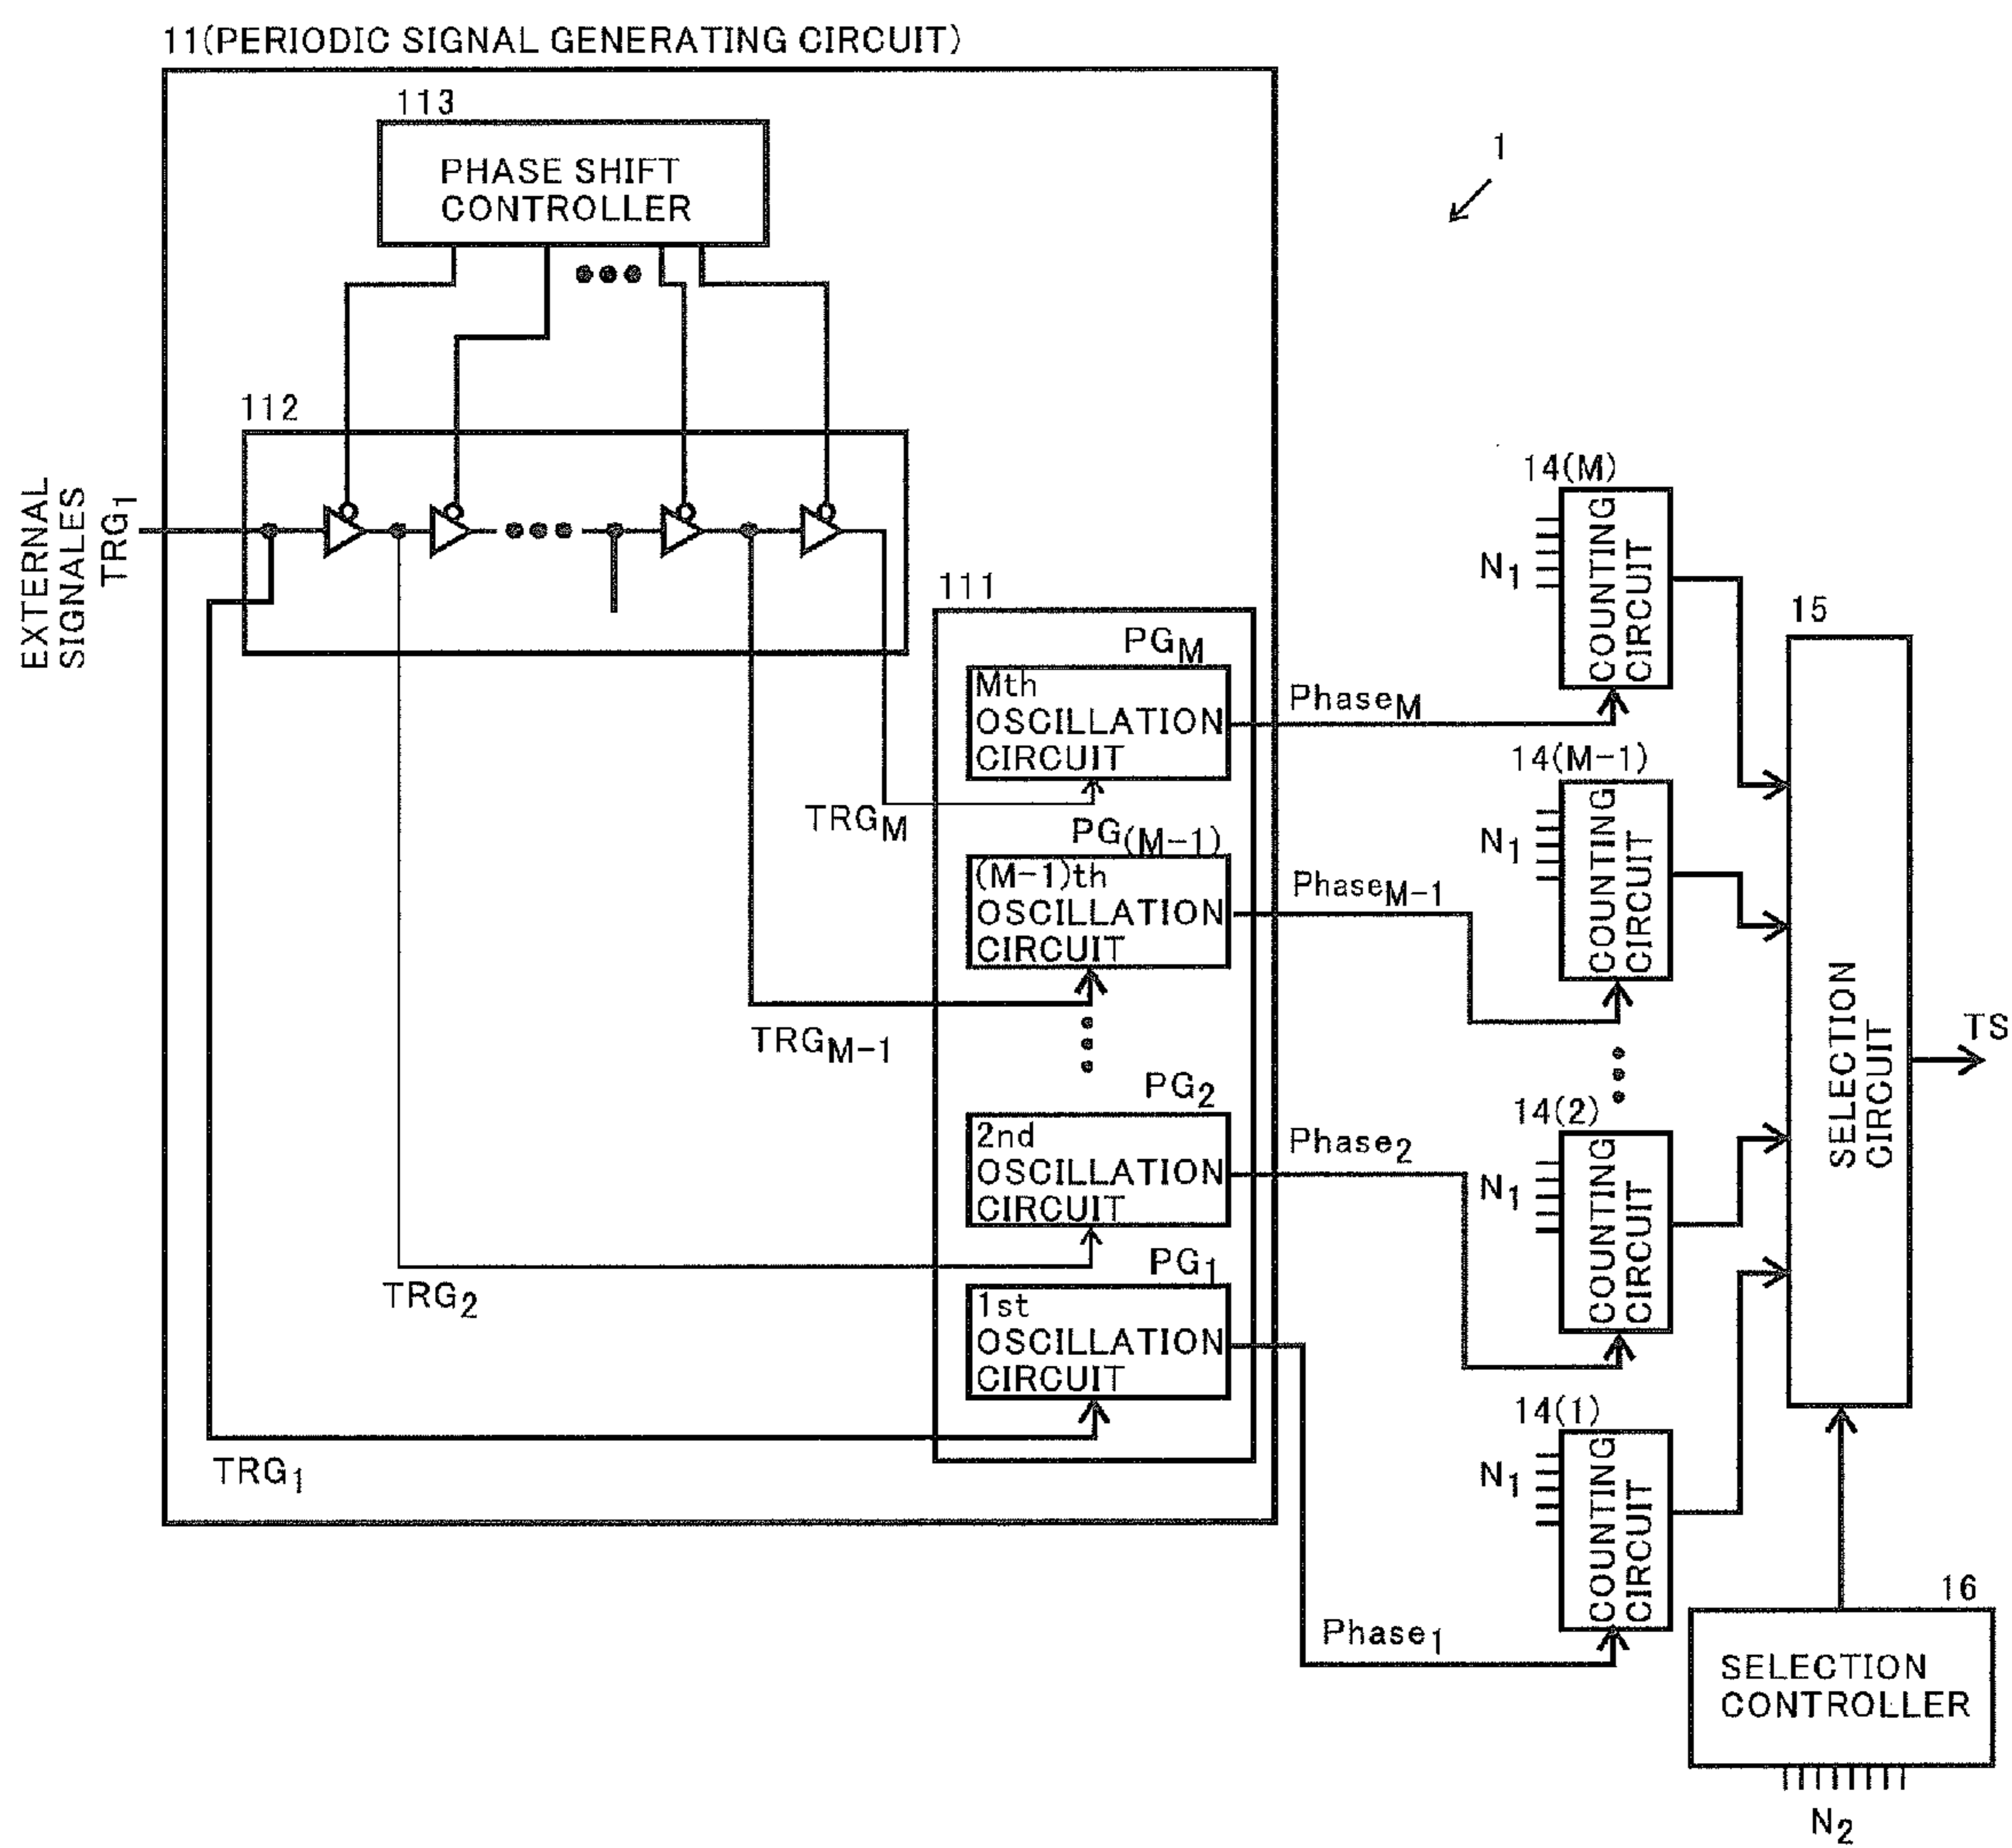 11(PERIODIC SIGNAL GENERATING CIRCUIT)
113
PHASE SHIFT
CONTROLLER
1
112
EXTERNAL
SIGNALES
TRG1
111
PGM
Mth
OSCILLATION
CIRCUIT
TRGM
PG(M-1)
(M-1)th
OSCILLATION
CIRCUIT
TRGM-1
PG2
2nd
OSCILLATION
CIRCUIT
TRG2
PG1
1st
OSCILLATION
CIRCUIT
TRG1
PhaseM
PhaseM-1
Phase2
Phase1
14(M)
N1
COUNTING
CIRCUIT
14(M-1)
N1
COUNTING
CIRCUIT
14(2)
N1
COUNTING
CIRCUIT
14(1)
N1
COUNTING
CIRCUIT
15
SELECTION
CIRCUIT
TS
16
SELECTION
CONTROLLER
N2